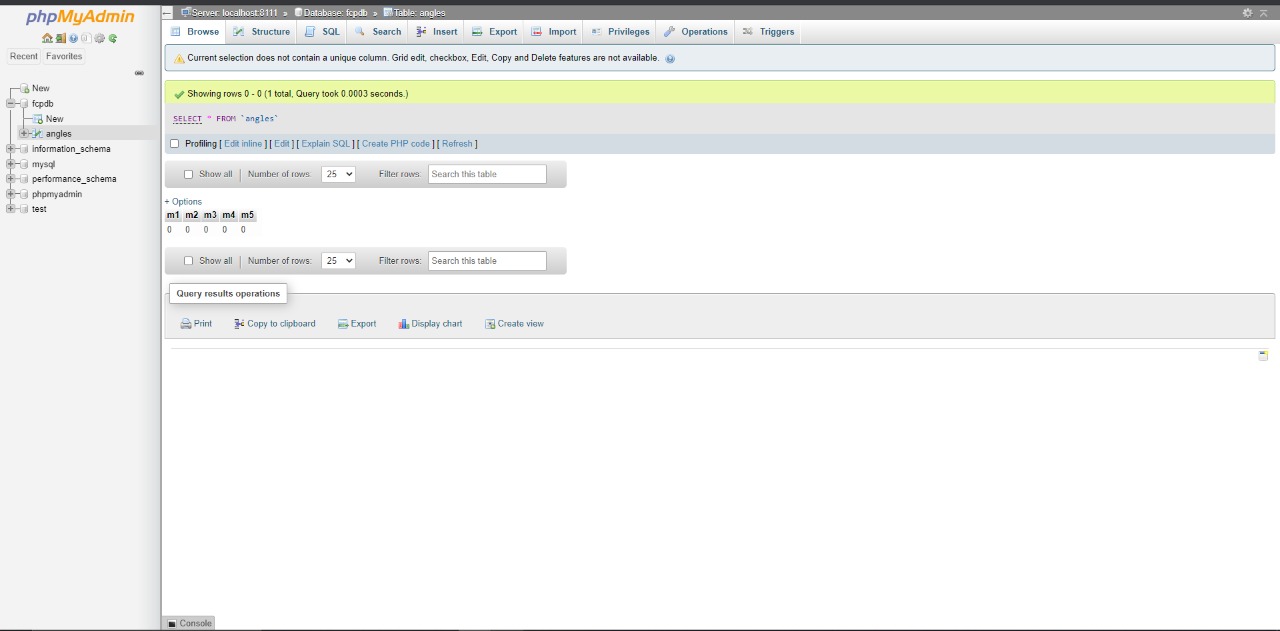 phpMyAdmin
Recent Favorites
New
fcpdb
New
angles
information_schema
mysql
performance_schema
phpmyadmin
test
Server: localhost:8111 » Database: fcpdb » Table: angles
Browse Structure SQL Search Insert Export Import Privileges Operations Triggers
Current selection does not contain a unique column. Grid edit, checkbox, Edit, Copy and Delete features are not available.
Showing rows 0 - 0 (1 total, Query took 0.0003 seconds.)
SELECT * FROM `angles`
Profiling [ Edit inline ] [ Edit ] [ Explain SQL ] [ Create PHP code ] [ Refresh ]
Show all | Number of rows: 25 Filter rows: Search this table
+ Options
m1 m2 m3 m4 m5
0 0 0 0 0
Show all | Number of rows: 25 Filter rows: Search this table
Query results operations
Print Copy to clipboard Export Display chart Create view
Console